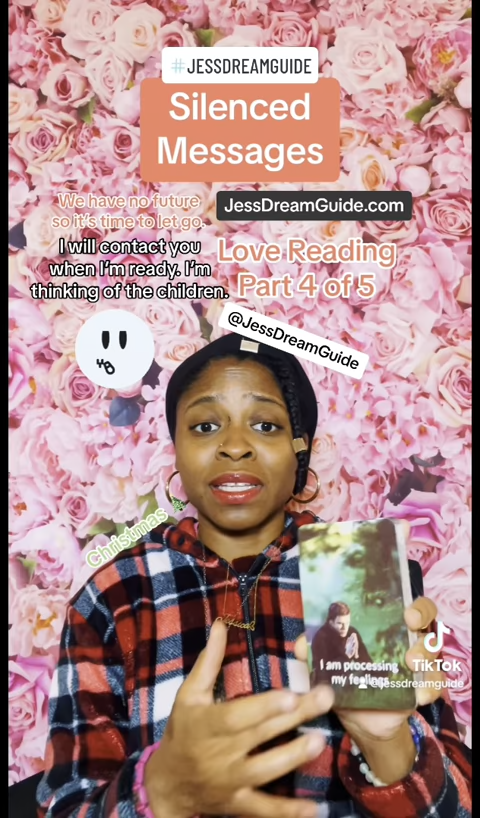 #JESSDREAMGUIDE
Silenced
Messages
We have no future
so it's time to let go.
JessDreamGuide.com
I will contact you
when I'm ready. I'm
thinking of the children.
Love Reading
Part 4 of 5
@JessDreamGuide
Christmas
I am processing
my feelings
TikTok
@jessdreamguide